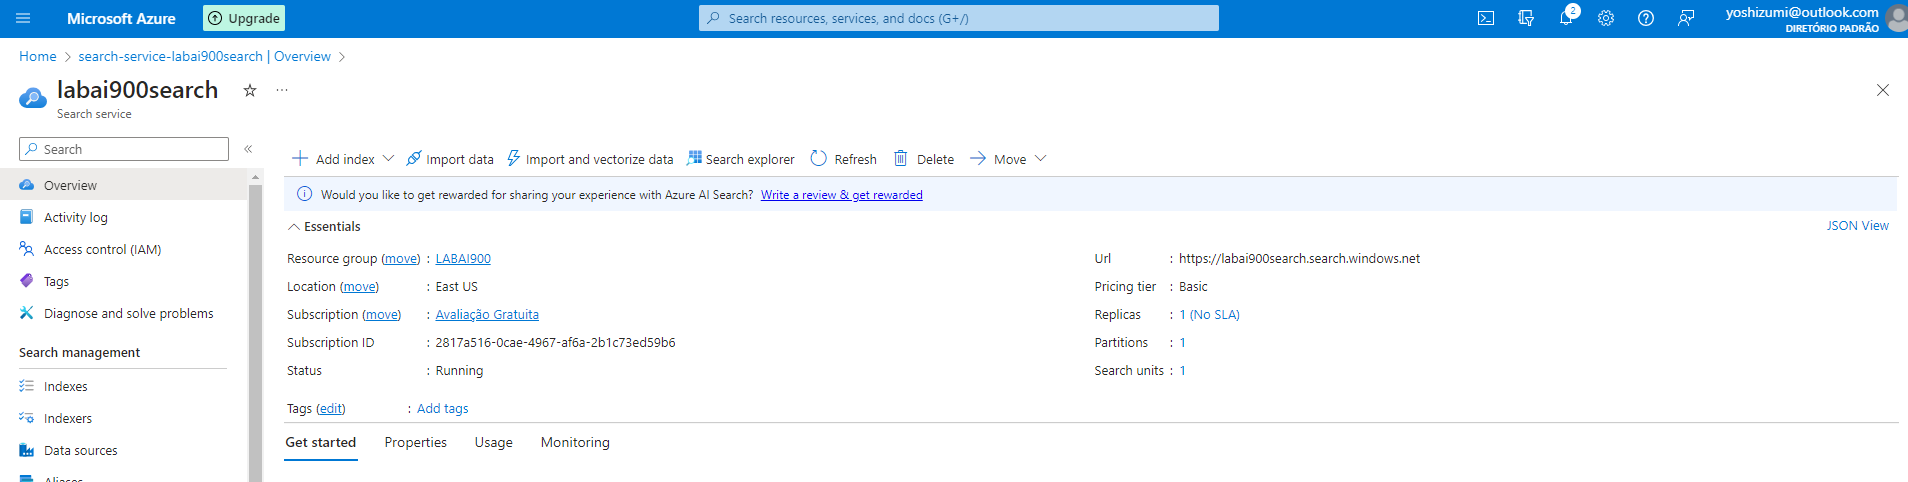 Microsoft Azure
Upgrade
Search resources, services, and docs (G+/)
2
yoshizumi@outlook.com
DIRETÓRIO PADRÃO
Home > search-service-labai900search | Overview >
labai900search
Search service
Search
Overview
Activity log
Access control (IAM)
Tags
Diagnose and solve problems
Search management
Indexes
Indexers
Data sources
Aliases
Add index
Import data
Import and vectorize data
Search explorer
Refresh
Delete
Move
Would you like to get rewarded for sharing your experience with Azure AI Search? Write a review & get rewarded
Essentials
JSON View
Resource group (move) : LABAI900
Location (move) : East US
Subscription (move) : Avaliação Gratuita
Subscription ID : 2817a516-0cae-4967-af6a-2b1c73ed59b6
Status : Running
Tags (edit) : Add tags
Url : https://labai900search.search.windows.net
Pricing tier : Basic
Replicas : 1 (No SLA)
Partitions : 1
Search units : 1
Get started
Properties
Usage
Monitoring